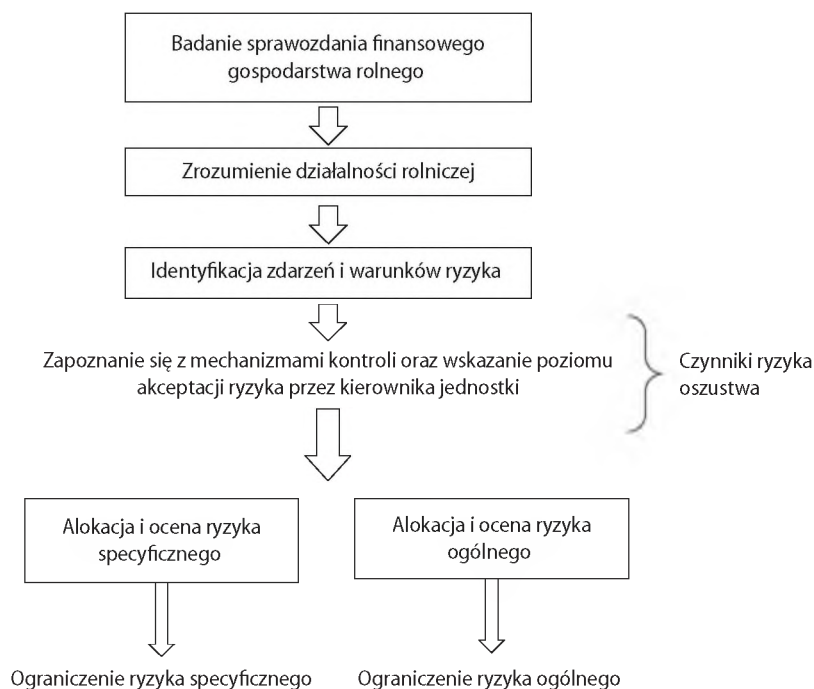 Badanie sprawozdania finansowego
gospodarstwa rolnego
Zrozumienie działalności rolniczej
Identyfikacja zdarzeń i warunków ryzyka
Zapoznanie się z mechanizmami kontroli oraz wskazanie poziomu
akceptacji ryzyka przez kierownika jednostki
Czynniki ryzyka
oszustwa
Alokacja i ocena ryzyka
specyficznego
Alokacja i ocena ryzyka
ogólnego
Ograniczenie ryzyka specyficznego
Ograniczenie ryzyka ogólnego